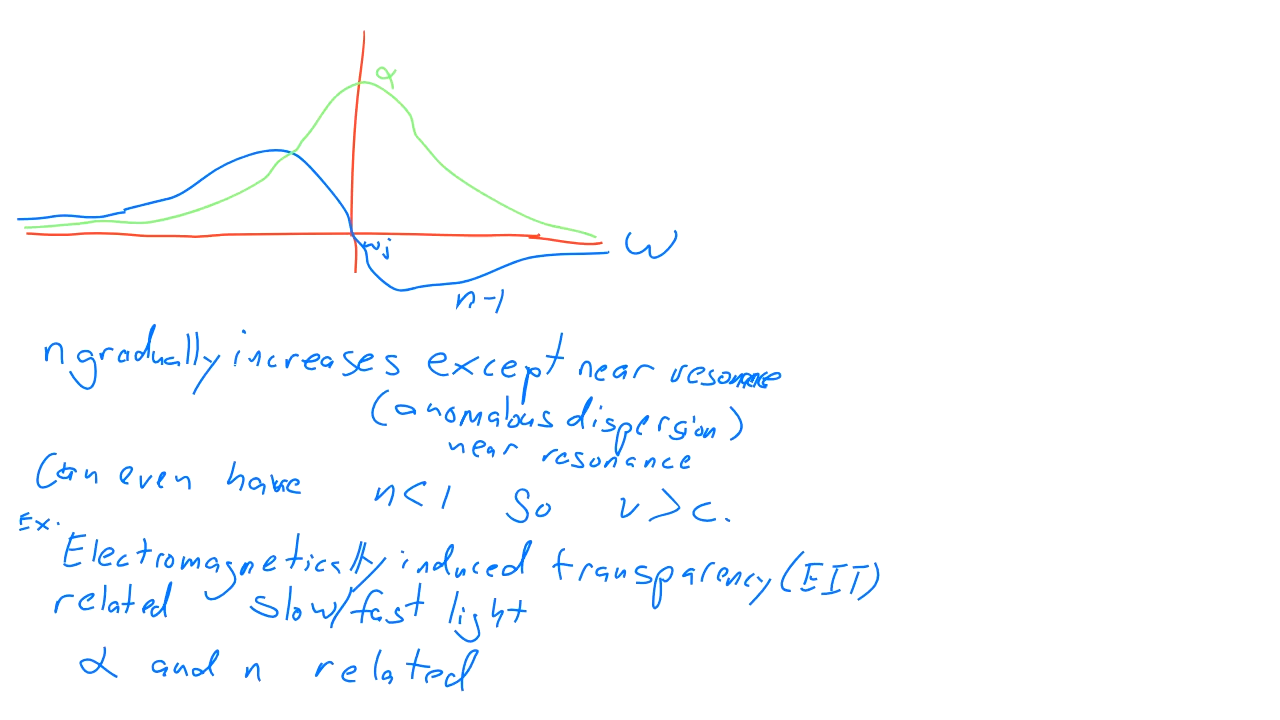 α
ω
ωj
n-1
n gradually increases except near resonance
(anomalous dispersion)
near resonance
Can even have n<1 so v>c.
Ex.
Electromagnetically induced transparency (EIT)
related slow/fast light
α and n related